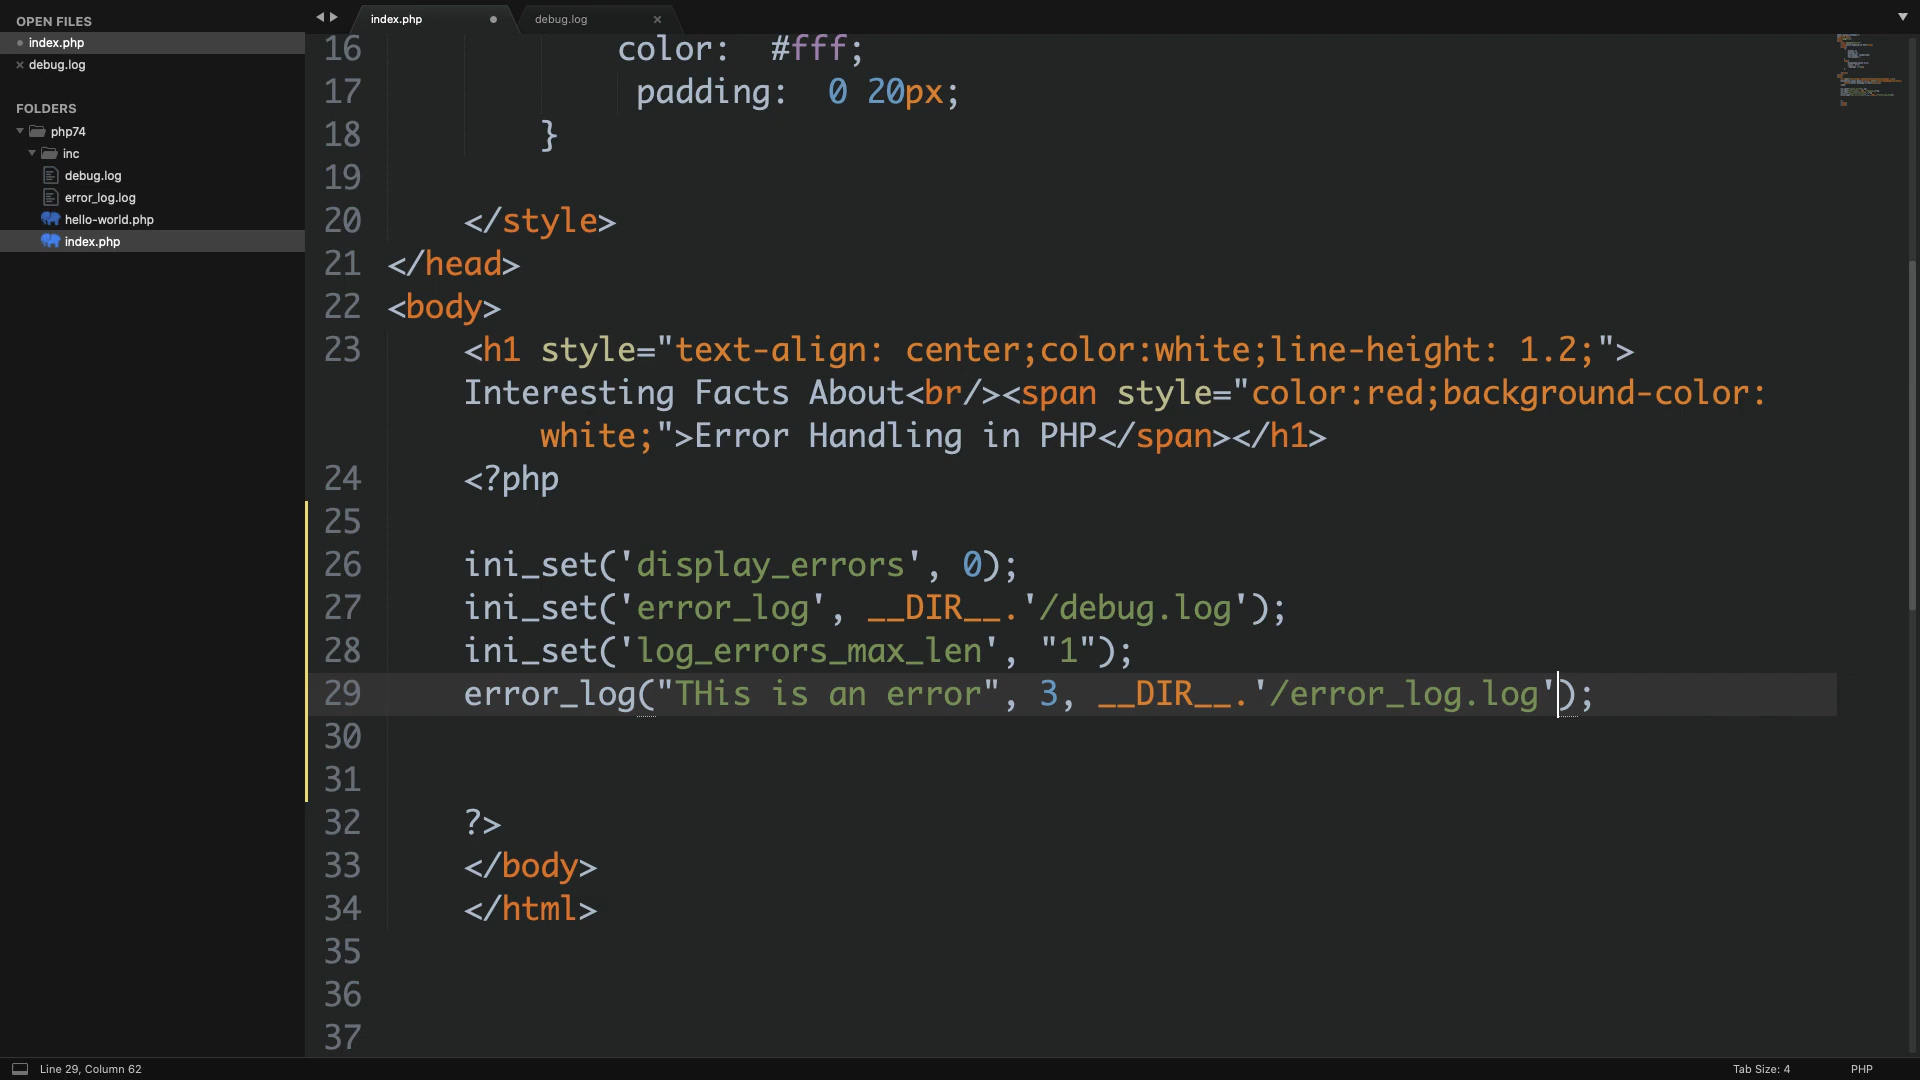 OPEN FILES
index.php
debug.log
FOLDERS
php74
inc
debug.log
error_log.log
hello-world.php
index.php
index.php
debug.log
16 color: #fff;
17 padding: 0 20px;
18 }
19
20 </style>
21 </head>
22 <body>
23 <h1 style="text-align: center;color:white;line-height: 1.2;">
Interesting Facts About<br/><span style="color:red;background-color:
white;">Error Handling in PHP</span></h1>
24 <?php
25
26 ini_set('display_errors', 0);
27 ini_set('error_log', __DIR__.'/debug.log');
28 ini_set('log_errors_max_len', "1");
29 error_log("THis is an error", 3, __DIR__.'/error_log.log');
30
31
32 ?>
33 </body>
34 </html>
35
36
37
Line 29, Column 62
Tab Size: 4
PHP